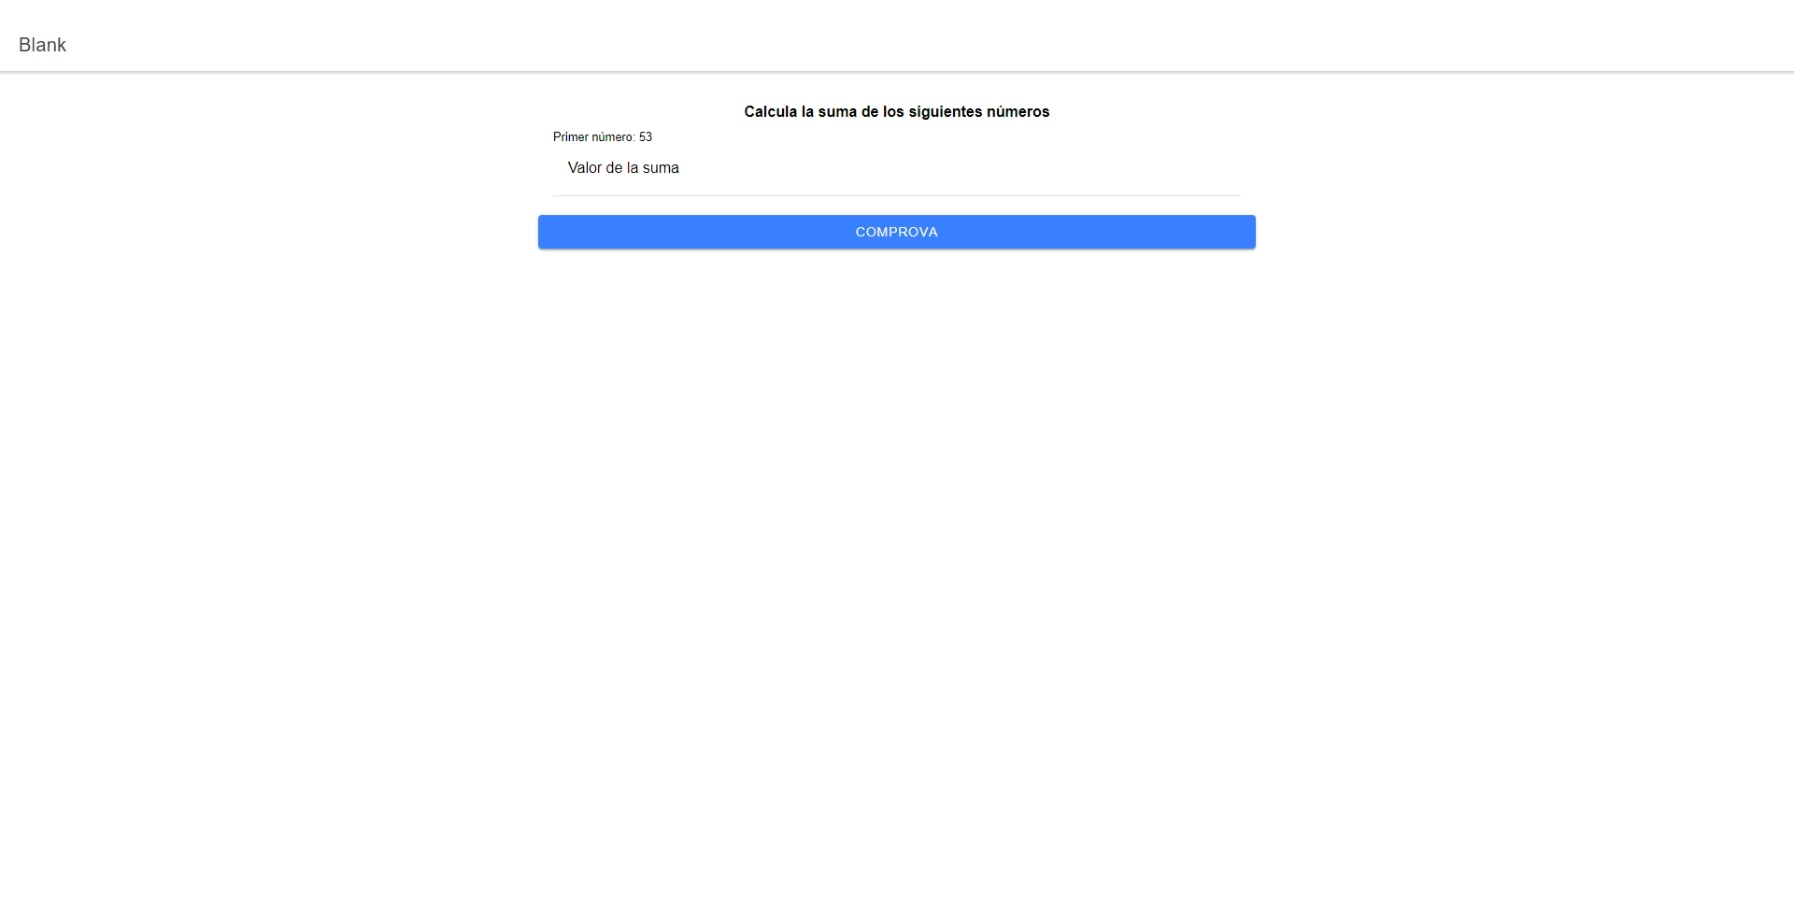 Blank
Calcula la suma de los siguientes números
Primer número: 53
Valor de la suma
COMPROVA